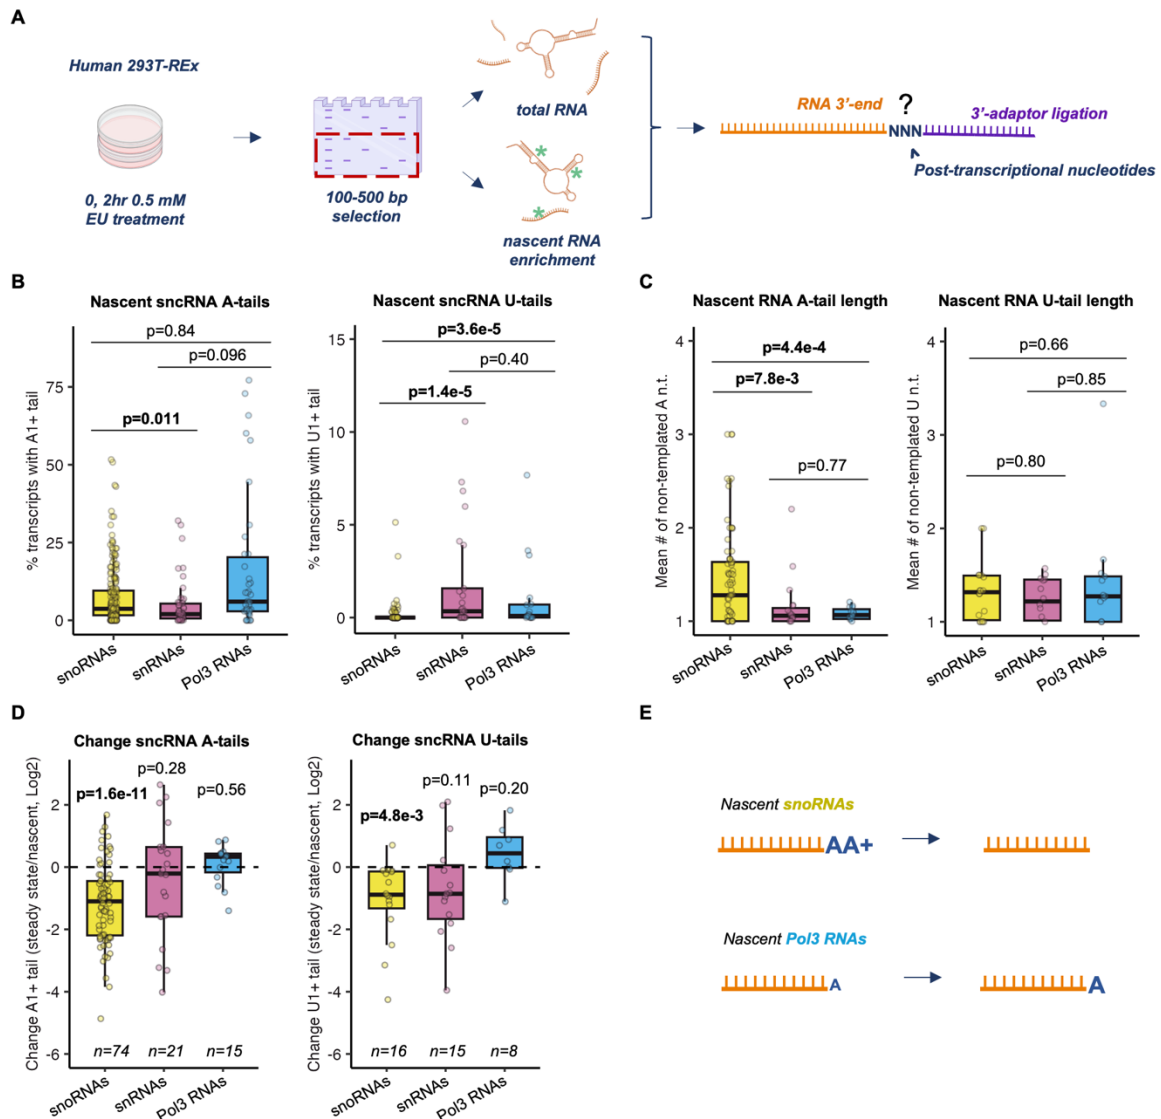 A
Human 293T-REx
0, 2hr 0.5 mM
EU treatment
100-500 bp
selection
total RNA
nascent RNA
enrichment
RNA 3'-end
?
3'-adaptor ligation
NNN
Post-transcriptional nucleotides
B
Nascent sncRNA A-tails
p=0.84
p=0.096
p=0.011
% transcripts with A1+ tail
75
50
25
0
snoRNAs
snRNAs
Pol3 RNAs
Nascent sncRNA U-tails
p=3.6e-5
p=0.40
p=1.4e-5
% transcripts with U1+ tail
15
10
5
0
snoRNAs
snRNAs
Pol3 RNAs
C
Nascent RNA A-tail length
p=4.4e-4
p=7.8e-3
p=0.77
Mean # of non-templated A n.t.
4
3
2
1
snoRNAs
snRNAs
Pol3 RNAs
Nascent RNA U-tail length
p=0.66
p=0.85
p=0.80
Mean # of non-templated U n.t.
4
3
2
1
snoRNAs
snRNAs
Pol3 RNAs
D
Change sncRNA A-tails
p=1.6e-11
p=0.28
p=0.56
Change A1+ tail (steady state/nascent, Log2)
2
0
-2
-4
-6
n=74
n=21
n=15
snoRNAs
snRNAs
Pol3 RNAs
Change sncRNA U-tails
p=4.8e-3
p=0.11
p=0.20
Change U1+ tail (steady state/nascent, Log2)
2
0
-2
-4
-6
n=16
n=15
n=8
snoRNAs
snRNAs
Pol3 RNAs
E
Nascent snoRNAs
AA+
Nascent Pol3 RNAs
A
A